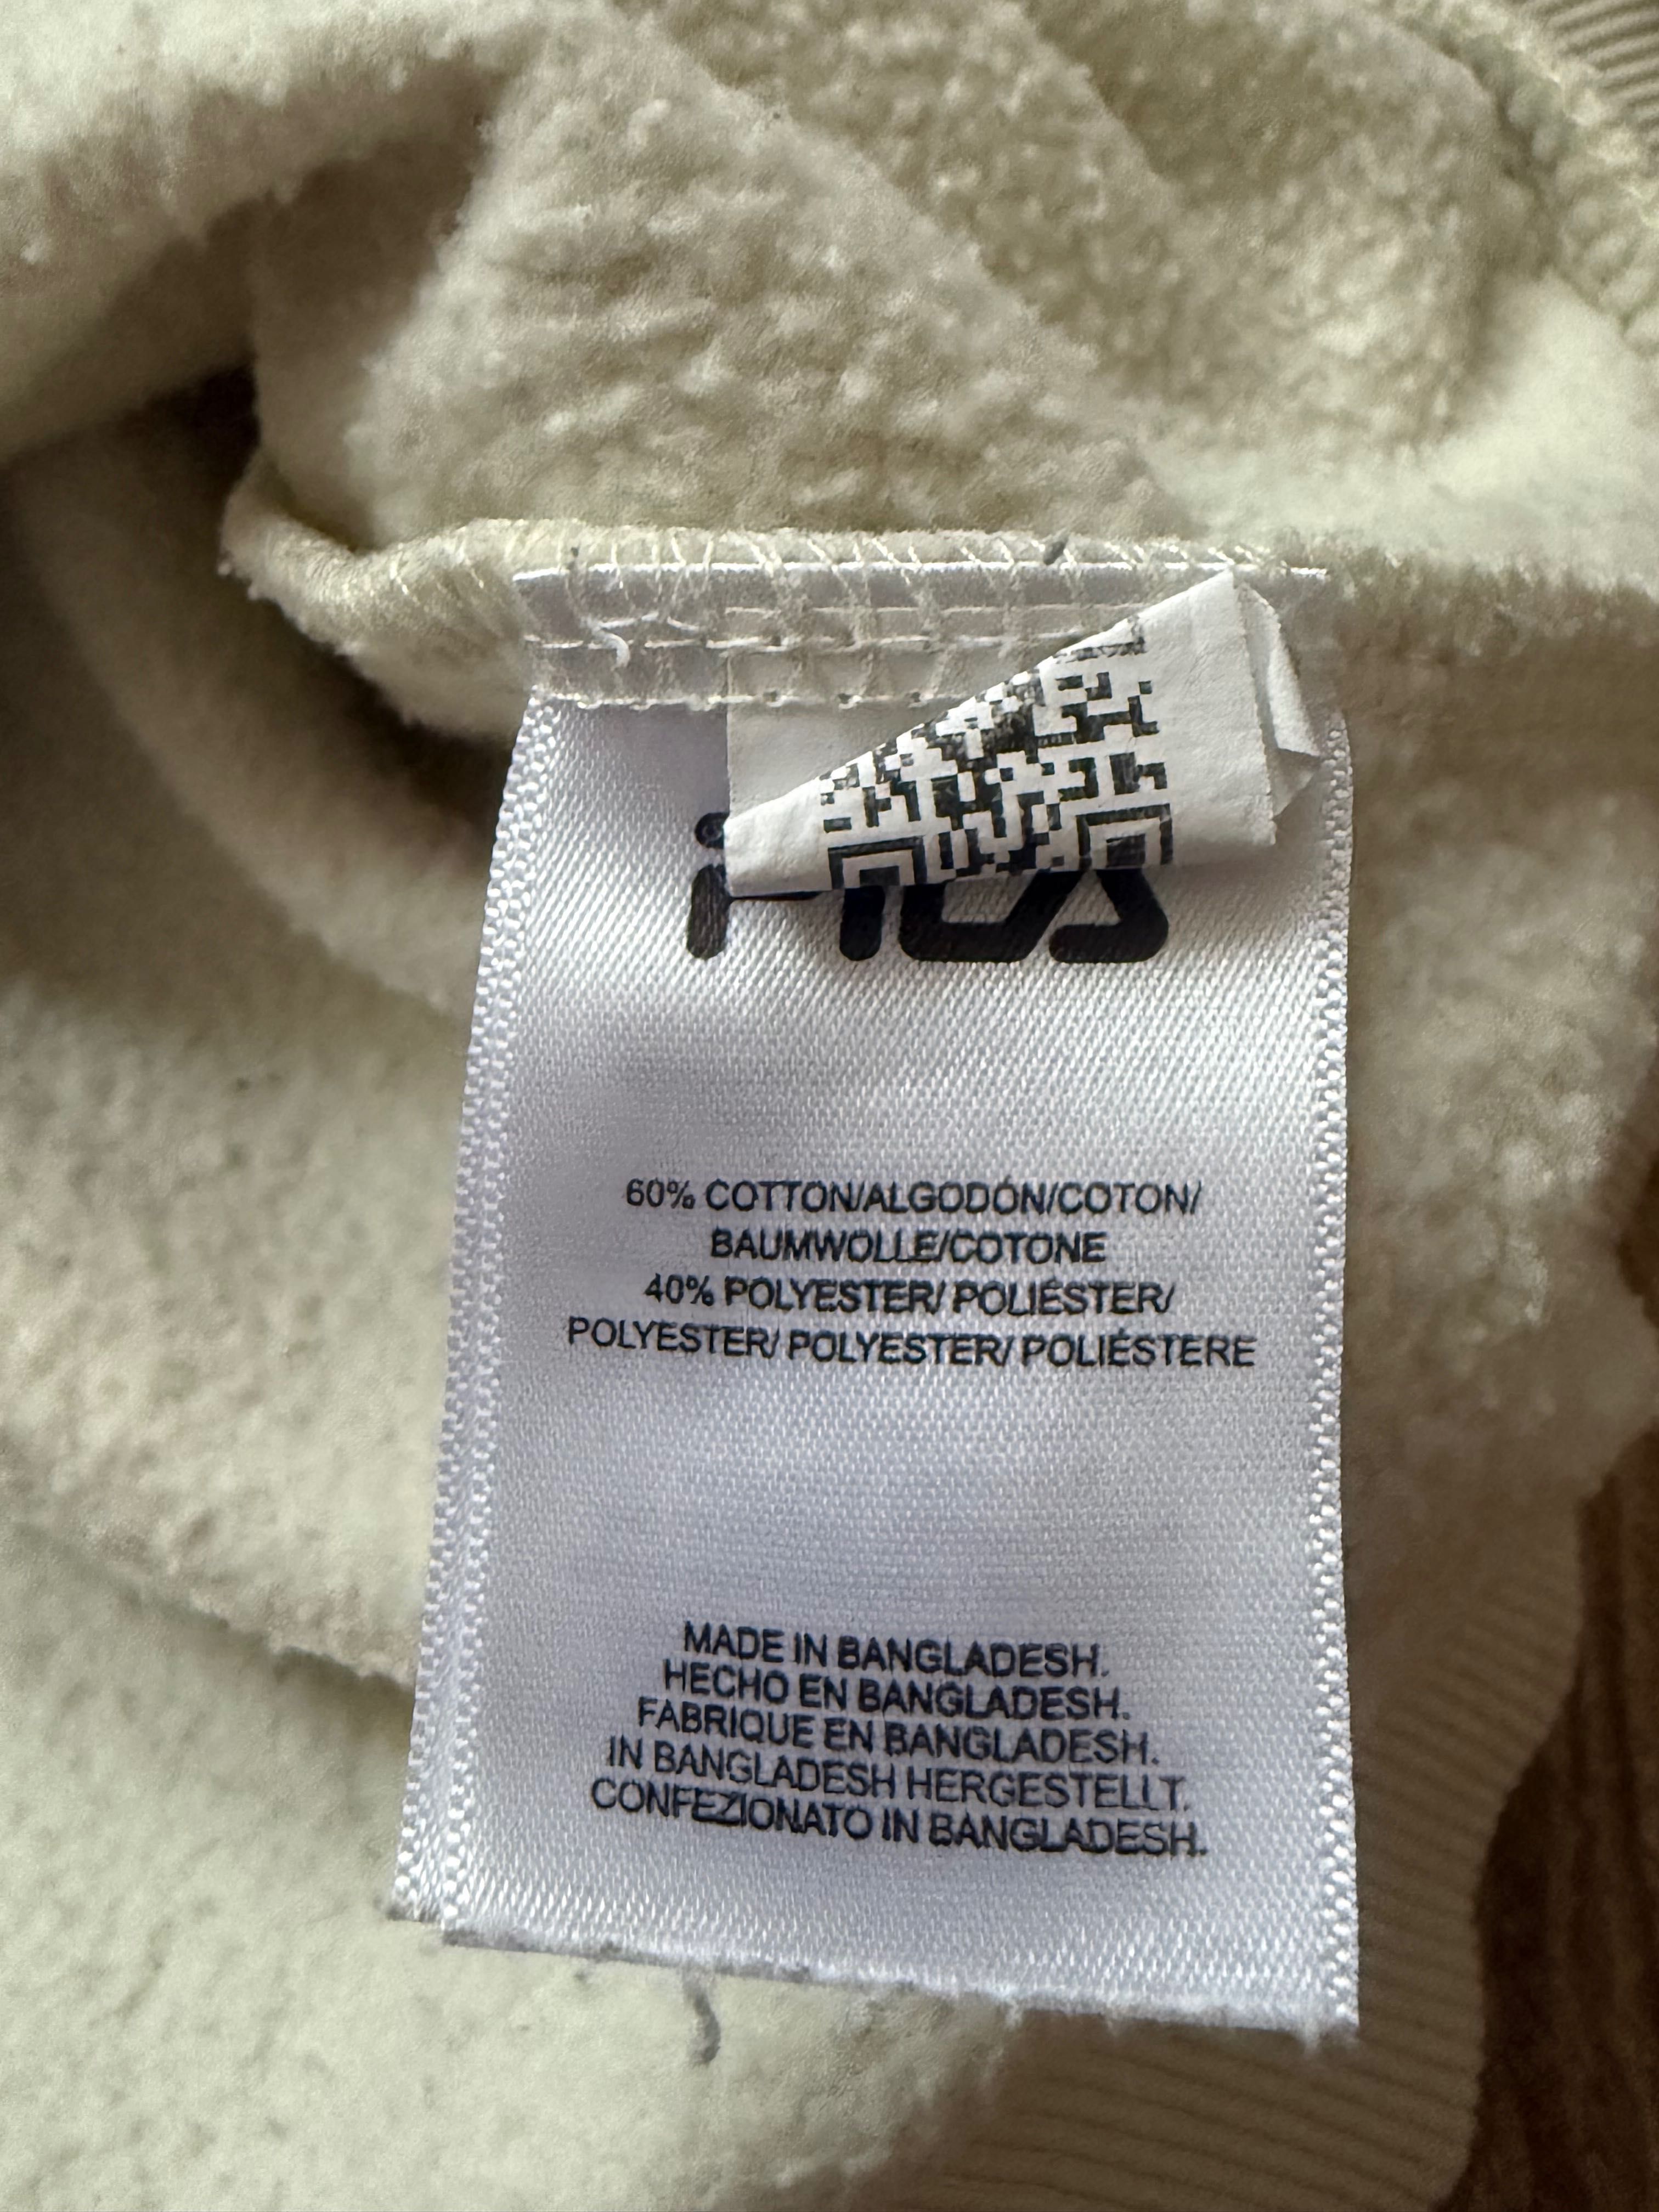 60% COTTON/ALGODÓN/COTON/
BAUMWOLLE/COTONE
40% POLYESTER/ POLIÉSTER/
POLYESTER/ POLYESTER/ POLIÉSTERE
MADE IN BANGLADESH.
HECHO EN BANGLADESH.
FABRIQUE EN BANGLADESH.
IN BANGLADESH HERGESTELLT.
CONFEZIONATO IN BANGLADESH.